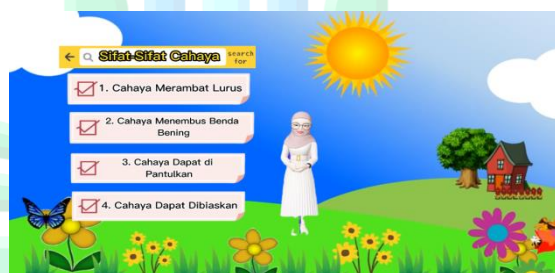 Sifat-Sifat Cahaya
search
for
1. Cahaya Merambat Lurus
2. Cahaya Menembus Benda
Bening
3. Cahaya Dapat di
Pantulkan
4. Cahaya Dapat Dibiaskan